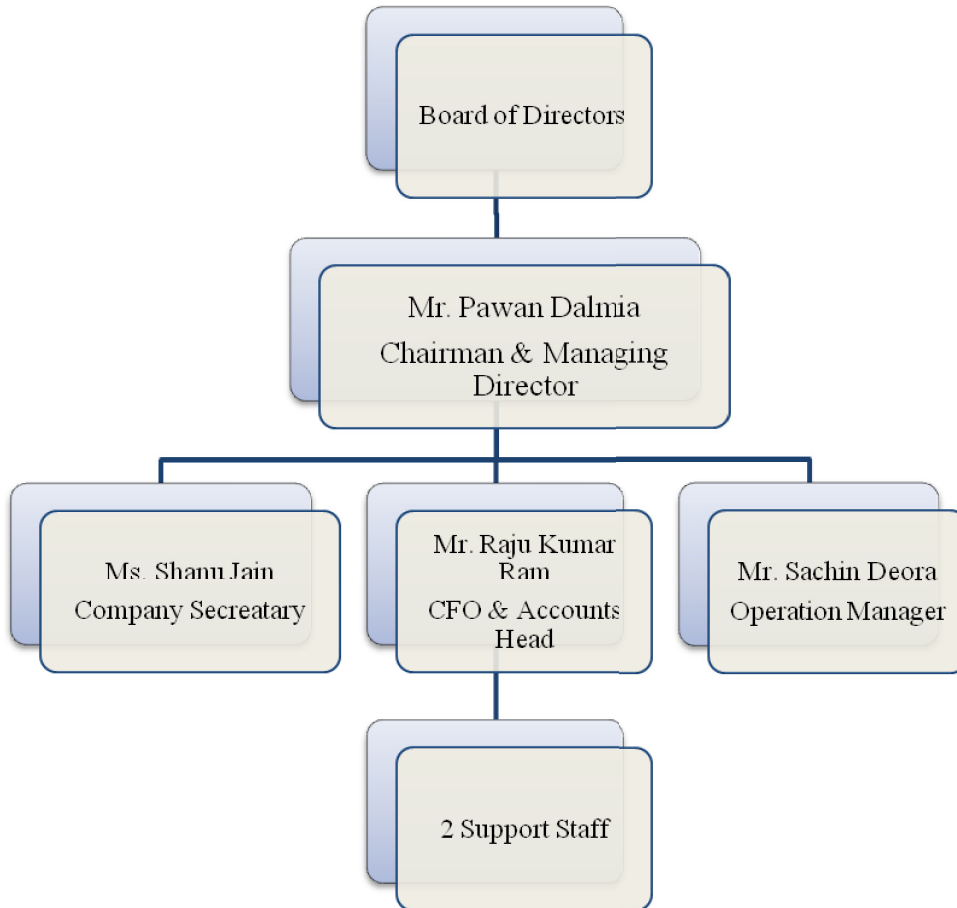 Board of Directors
Mr. Pawan Dalmia
Chairman & Managing
Director
Ms. Shanu Jain
Company Secreatary
Mr. Raju Kumar
Ram
CFO & Accounts
Head
Mr. Sachin Deora
Operation Manager
2 Support Staff